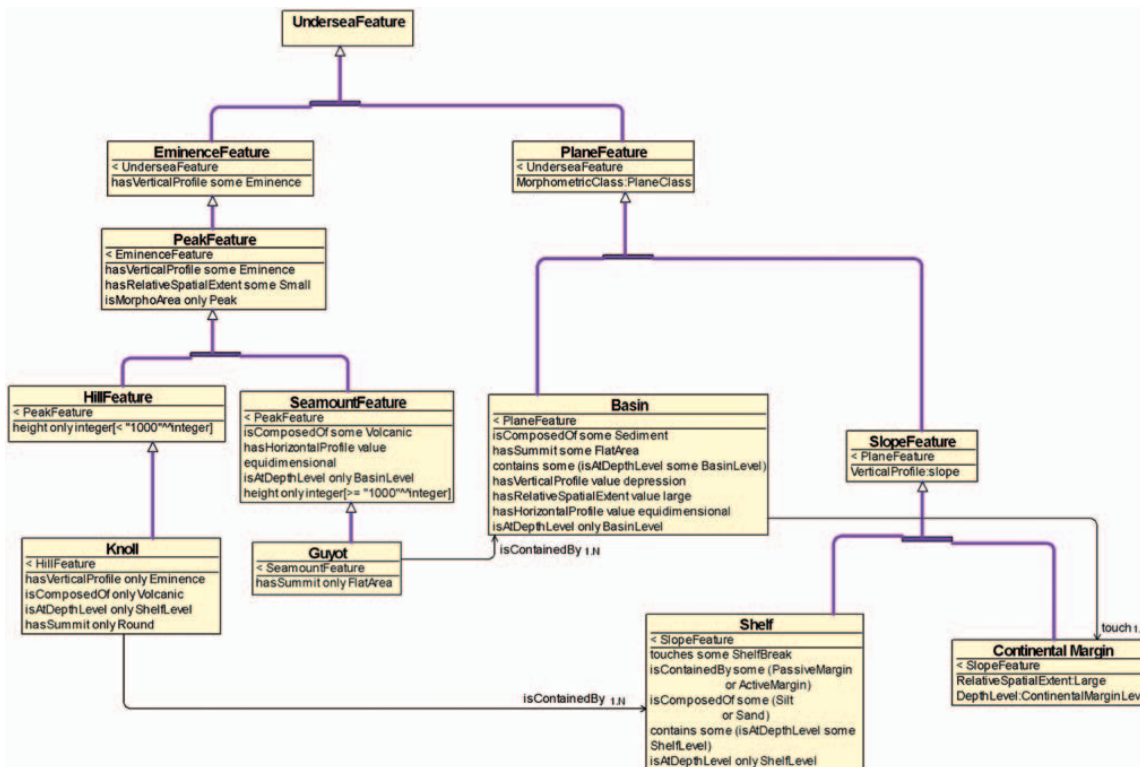 UnderseaFeature
EminenceFeature
< UnderseaFeature
hasVerticalProfile some Eminence
PlaneFeature
< UnderseaFeature
MorphometricClass:PlaneClass
PeakFeature
< EminenceFeature
hasVerticalProfile some Eminence
hasRelativeSpatialExtent some Small
isMorphoArea only Peak
HillFeature
< PeakFeature
height only integer[< "1000"^^integer]
SeamountFeature
< PeakFeature
isComposedOf some Volcanic
hasHorizontalProfile value
equidimensional
isAtDepthLevel only BasinLevel
height only integer[>= "1000"^^integer]
Basin
< PlaneFeature
isComposedOf some Sediment
hasSummit some FlatArea
contains some (isAtDepthLevel some BasinLevel)
hasVerticalProfile value depression
hasRelativeSpatialExtent value large
hasHorizontalProfile value equidimensional
isAtDepthLevel only BasinLevel
SlopeFeature
< PlaneFeature
VerticalProfile:slope
Knoll
< HillFeature
hasVerticalProfile only Eminence
isComposedOf only Volcanic
isAtDepthLevel only ShelfLevel
hasSummit only Round
Guyot
< SeamountFeature
hasSummit only FlatArea
isContainedBy 1.N
Shelf
< SlopeFeature
touches some ShelfBreak
isContainedBy some (PassiveMargin
or ActiveMargin)
isComposedOf some (Silt
or Sand)
contains some (isAtDepthLevel some
ShelfLevel)
isAtDepthLevel only ShelfLevel
touch 1.
Continental Margin
< SlopeFeature
RelativeSpatialExtent:Large
DepthLevel:ContinentalMarginLev
isContainedBy 1.N